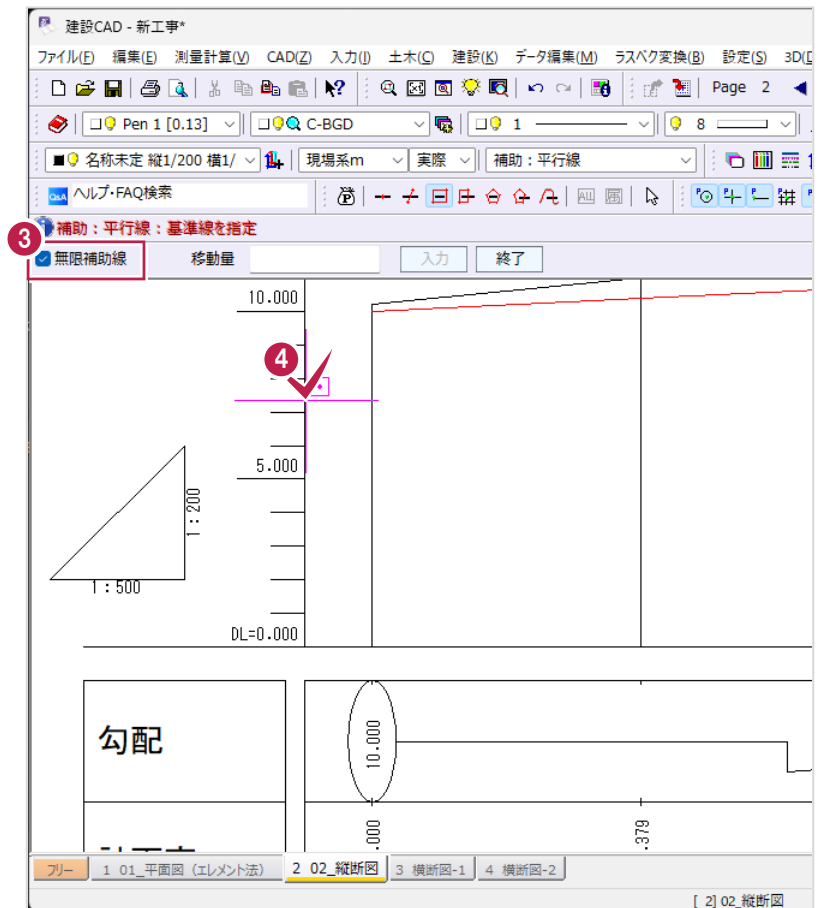 建設CAD - 新工事*
ファイル(F) 編集(E) 測量計算(V) CAD(Z) 入力(I) 土木(C) 建設(K) データ編集(M) ラスベク変換(B) 設定(S) 3D(D
Page 2
Pen 1 [0.13] C-BGD 1 8
名称未定 縦1/200 横1/ 現場系m 実際 補助：平行線
Q&A ヘルプ・FAQ検索
補助：平行線：基準線を指定
3
無限補助線 移動量 入力 終了
10.000
4
5.000
1：200
1：500
DL=0.000
勾配
10.000
.000
.379
フリー 1 01_平面図（エレメント法） 2 02_縦断図 3 横断図-1 4 横断図-2
[ 2] 02_縦断図